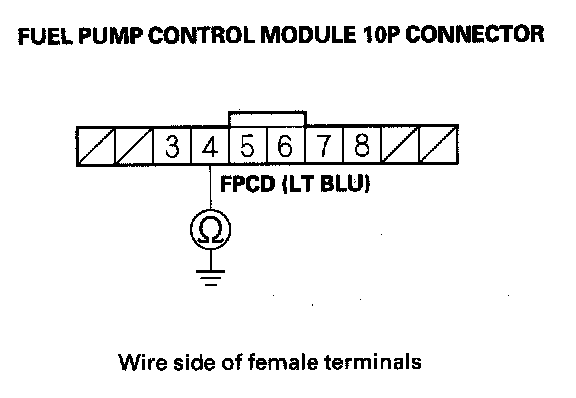 FUEL PUMP CONTROL MODULE 10P CONNECTOR
3 4 5 6 7 8
FPCD (LT BLU)
Ω
Wire side of female terminals